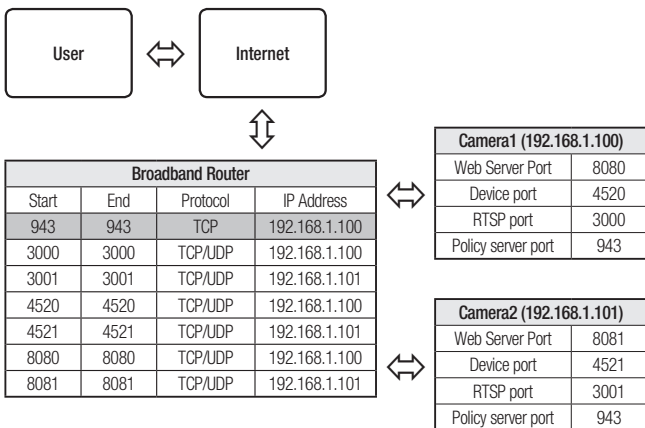 User
Internet
Broadband Router
Start End Protocol IP Address
943 943 TCP 192.168.1.100
3000 3000 TCP/UDP 192.168.1.100
3001 3001 TCP/UDP 192.168.1.101
4520 4520 TCP/UDP 192.168.1.100
4521 4521 TCP/UDP 192.168.1.101
8080 8080 TCP/UDP 192.168.1.100
8081 8081 TCP/UDP 192.168.1.101
Camera1 (192.168.1.100)
Web Server Port 8080
Device port 4520
RTSP port 3000
Policy server port 943
Camera2 (192.168.1.101)
Web Server Port 8081
Device port 4521
RTSP port 3001
Policy server port 943